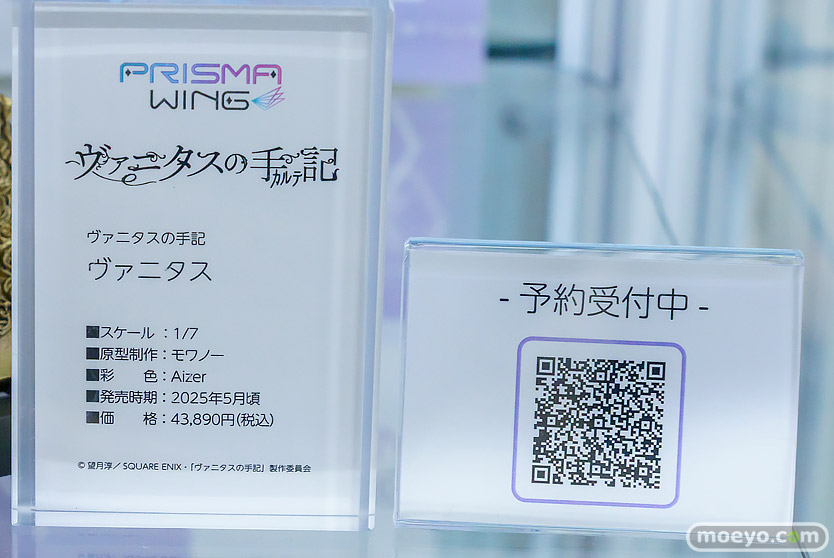 PRISMA
WING
ヴァニタスの手記
カルテ
ヴァニタスの手記
ヴァニタス
■スケール ：1/7
■原型制作：モワノー
■彩　　色：Aizer
■発売時期：2025年5月頃
■価　　格：43,890円(税込)
© 望月淳／SQUARE ENIX・「ヴァニタスの手記」製作委員会
- 予約受付中 -
moeyo.com